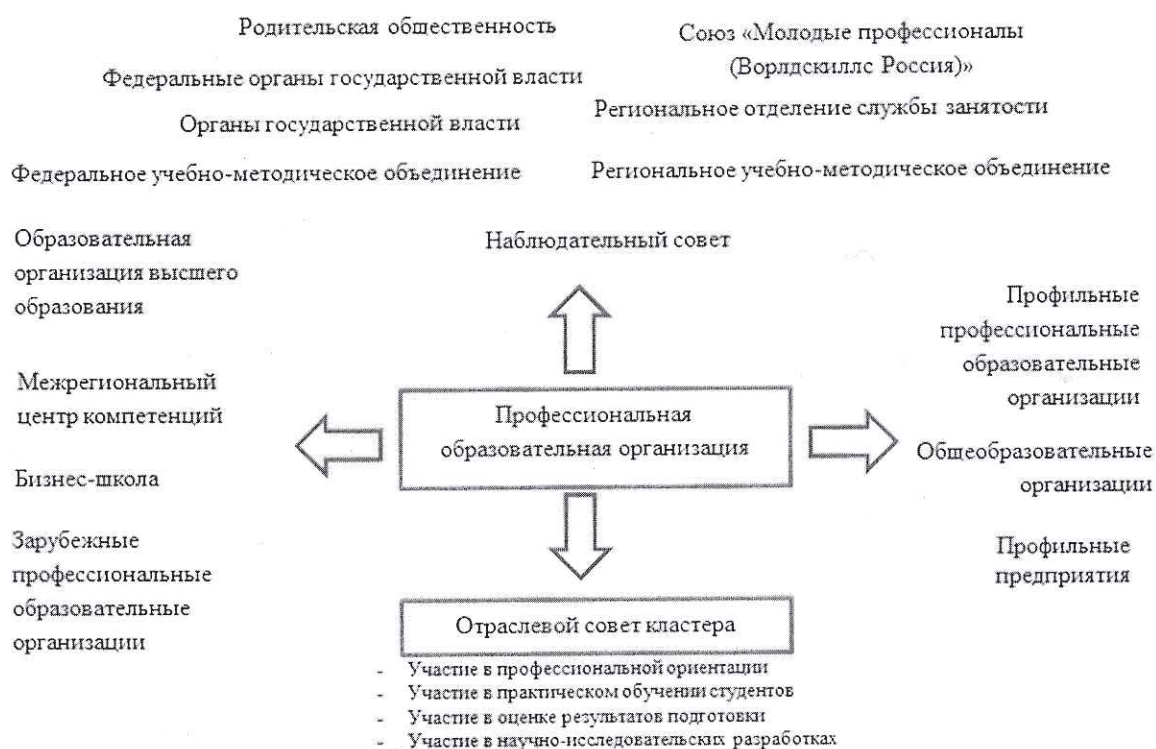 Родительская общественность
Союз «Молодые профессионалы
(Ворлдскиллс Россия)»
Федеральные органы государственной власти
Региональное отделение службы занятости
Органы государственной власти
Федеральное учебно-методическое объединение
Региональное учебно-методическое объединение
Образовательная
организация высшего
образования
Наблюдательный совет
Профильные
профессиональные
образовательные
организации
Межрегиональный
центр компетенций
Профессиональная
образовательная организация
Общеобразовательные
организации
Бизнес-школа
Зарубежные
профессиональные
образовательные
организации
Профильные
предприятия
Отраслевой совет кластера
- Участие в профессиональной ориентации
- Участие в практическом обучении студентов
- Участие в оценке результатов подготовки
- Участие в научно-исследовательских разработках